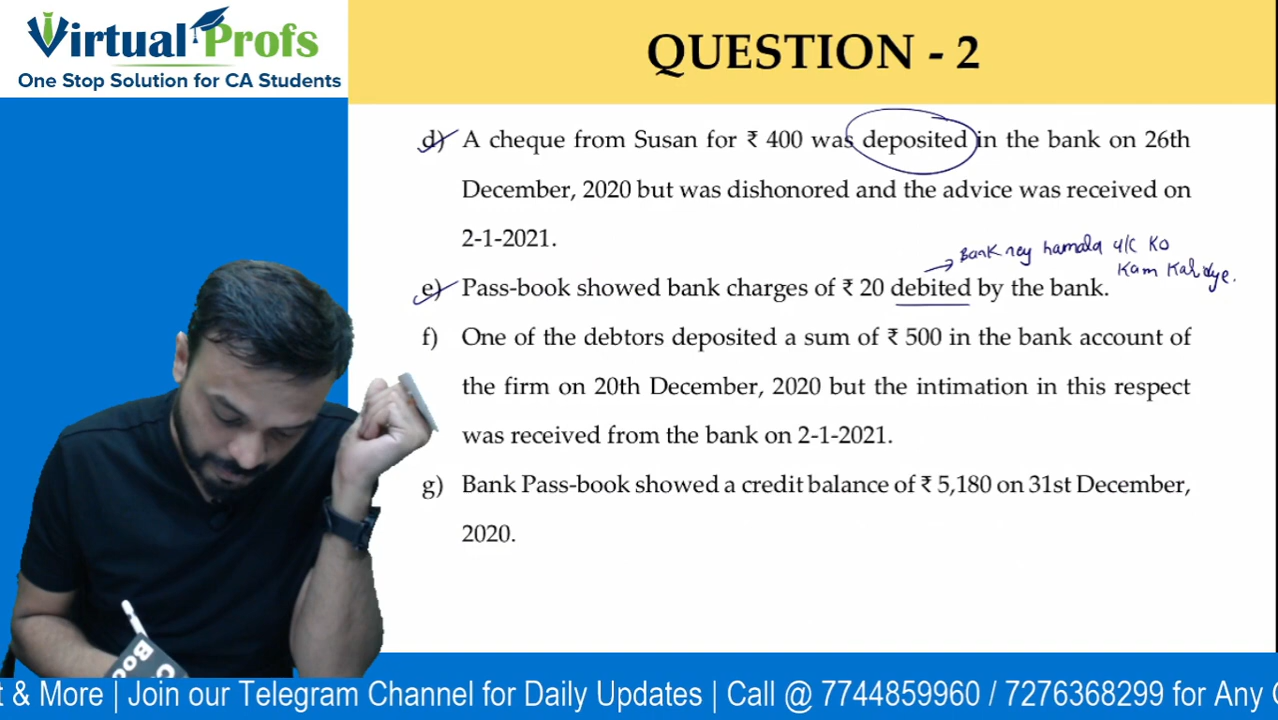 Virtual Profs
One Stop Solution for CA Students
QUESTION - 2
d) A cheque from Susan for ₹ 400 was deposited in the bank on 26th
December, 2020 but was dishonored and the advice was received on
2-1-2021.
Bank ney hamala a/c ko
kam kar dye.
e) Pass-book showed bank charges of ₹ 20 debited by the bank.
f) One of the debtors deposited a sum of ₹ 500 in the bank account of
the firm on 20th December, 2020 but the intimation in this respect
was received from the bank on 2-1-2021.
g) Bank Pass-book showed a credit balance of ₹ 5,180 on 31st December,
2020.
t & More | Join our Telegram Channel for Daily Updates | Call @ 7744859960 / 7276368299 for Any